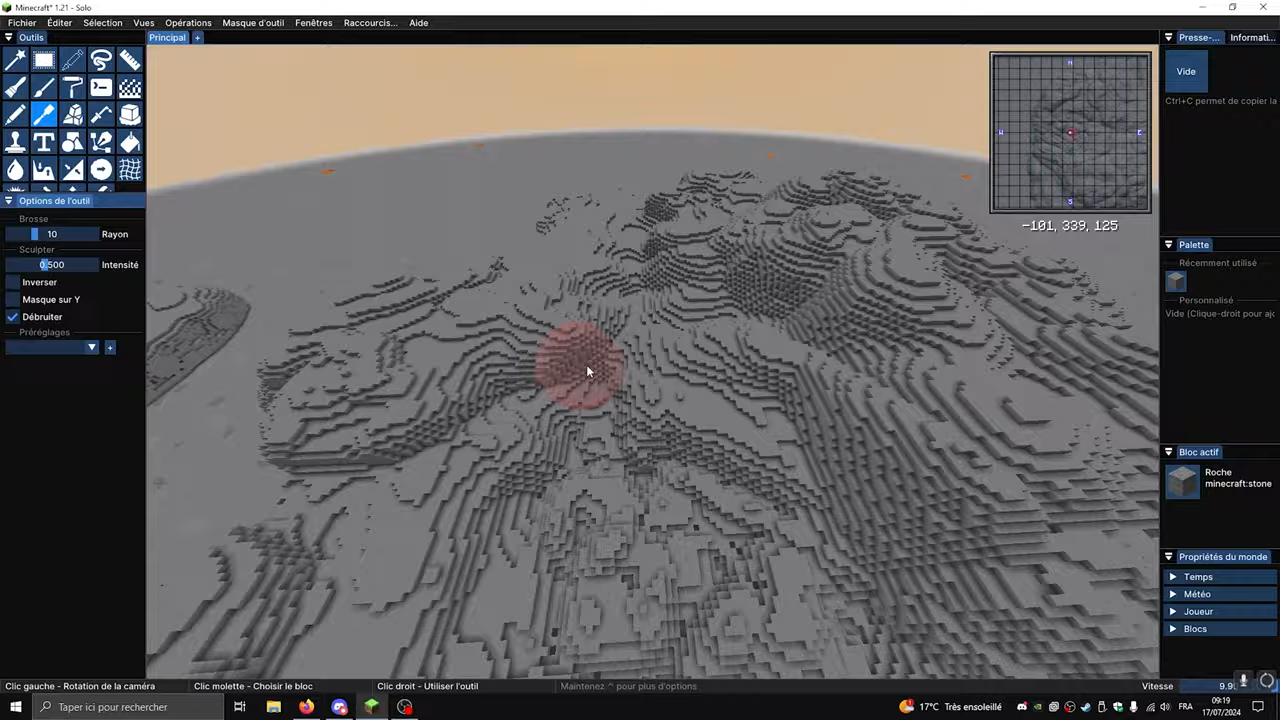 Minecraft* 1.21 - Solo
Fichier Éditer Sélection Vues Opérations Masque d'outil Fenêtres Raccourcis... Aide
Outils
Principal +
Presse-... Informati...
Vide
Ctrl+C permet de copier la
N
W E
S
-101, 339, 125
Options de l'outil
Brosse
10 Rayon
Sculpter
0.500 Intensité
Inverser
Masque sur Y
Débruiter
Préréglages
+
Palette
Récemment utilisé
Personnalisé
Vide (Clique-droit pour ajo
Bloc actif
Roche
minecraft:stone
Propriétés du monde
Temps
Météo
Joueur
Blocs
Clic gauche - Rotation de la caméra Clic molette - Choisir le bloc Clic droit - Utiliser l'outil Maintenez ^ pour plus d'options Vitesse
Taper ici pour rechercher
17°C Très ensoleillé
FRA
09:19
17/07/2024